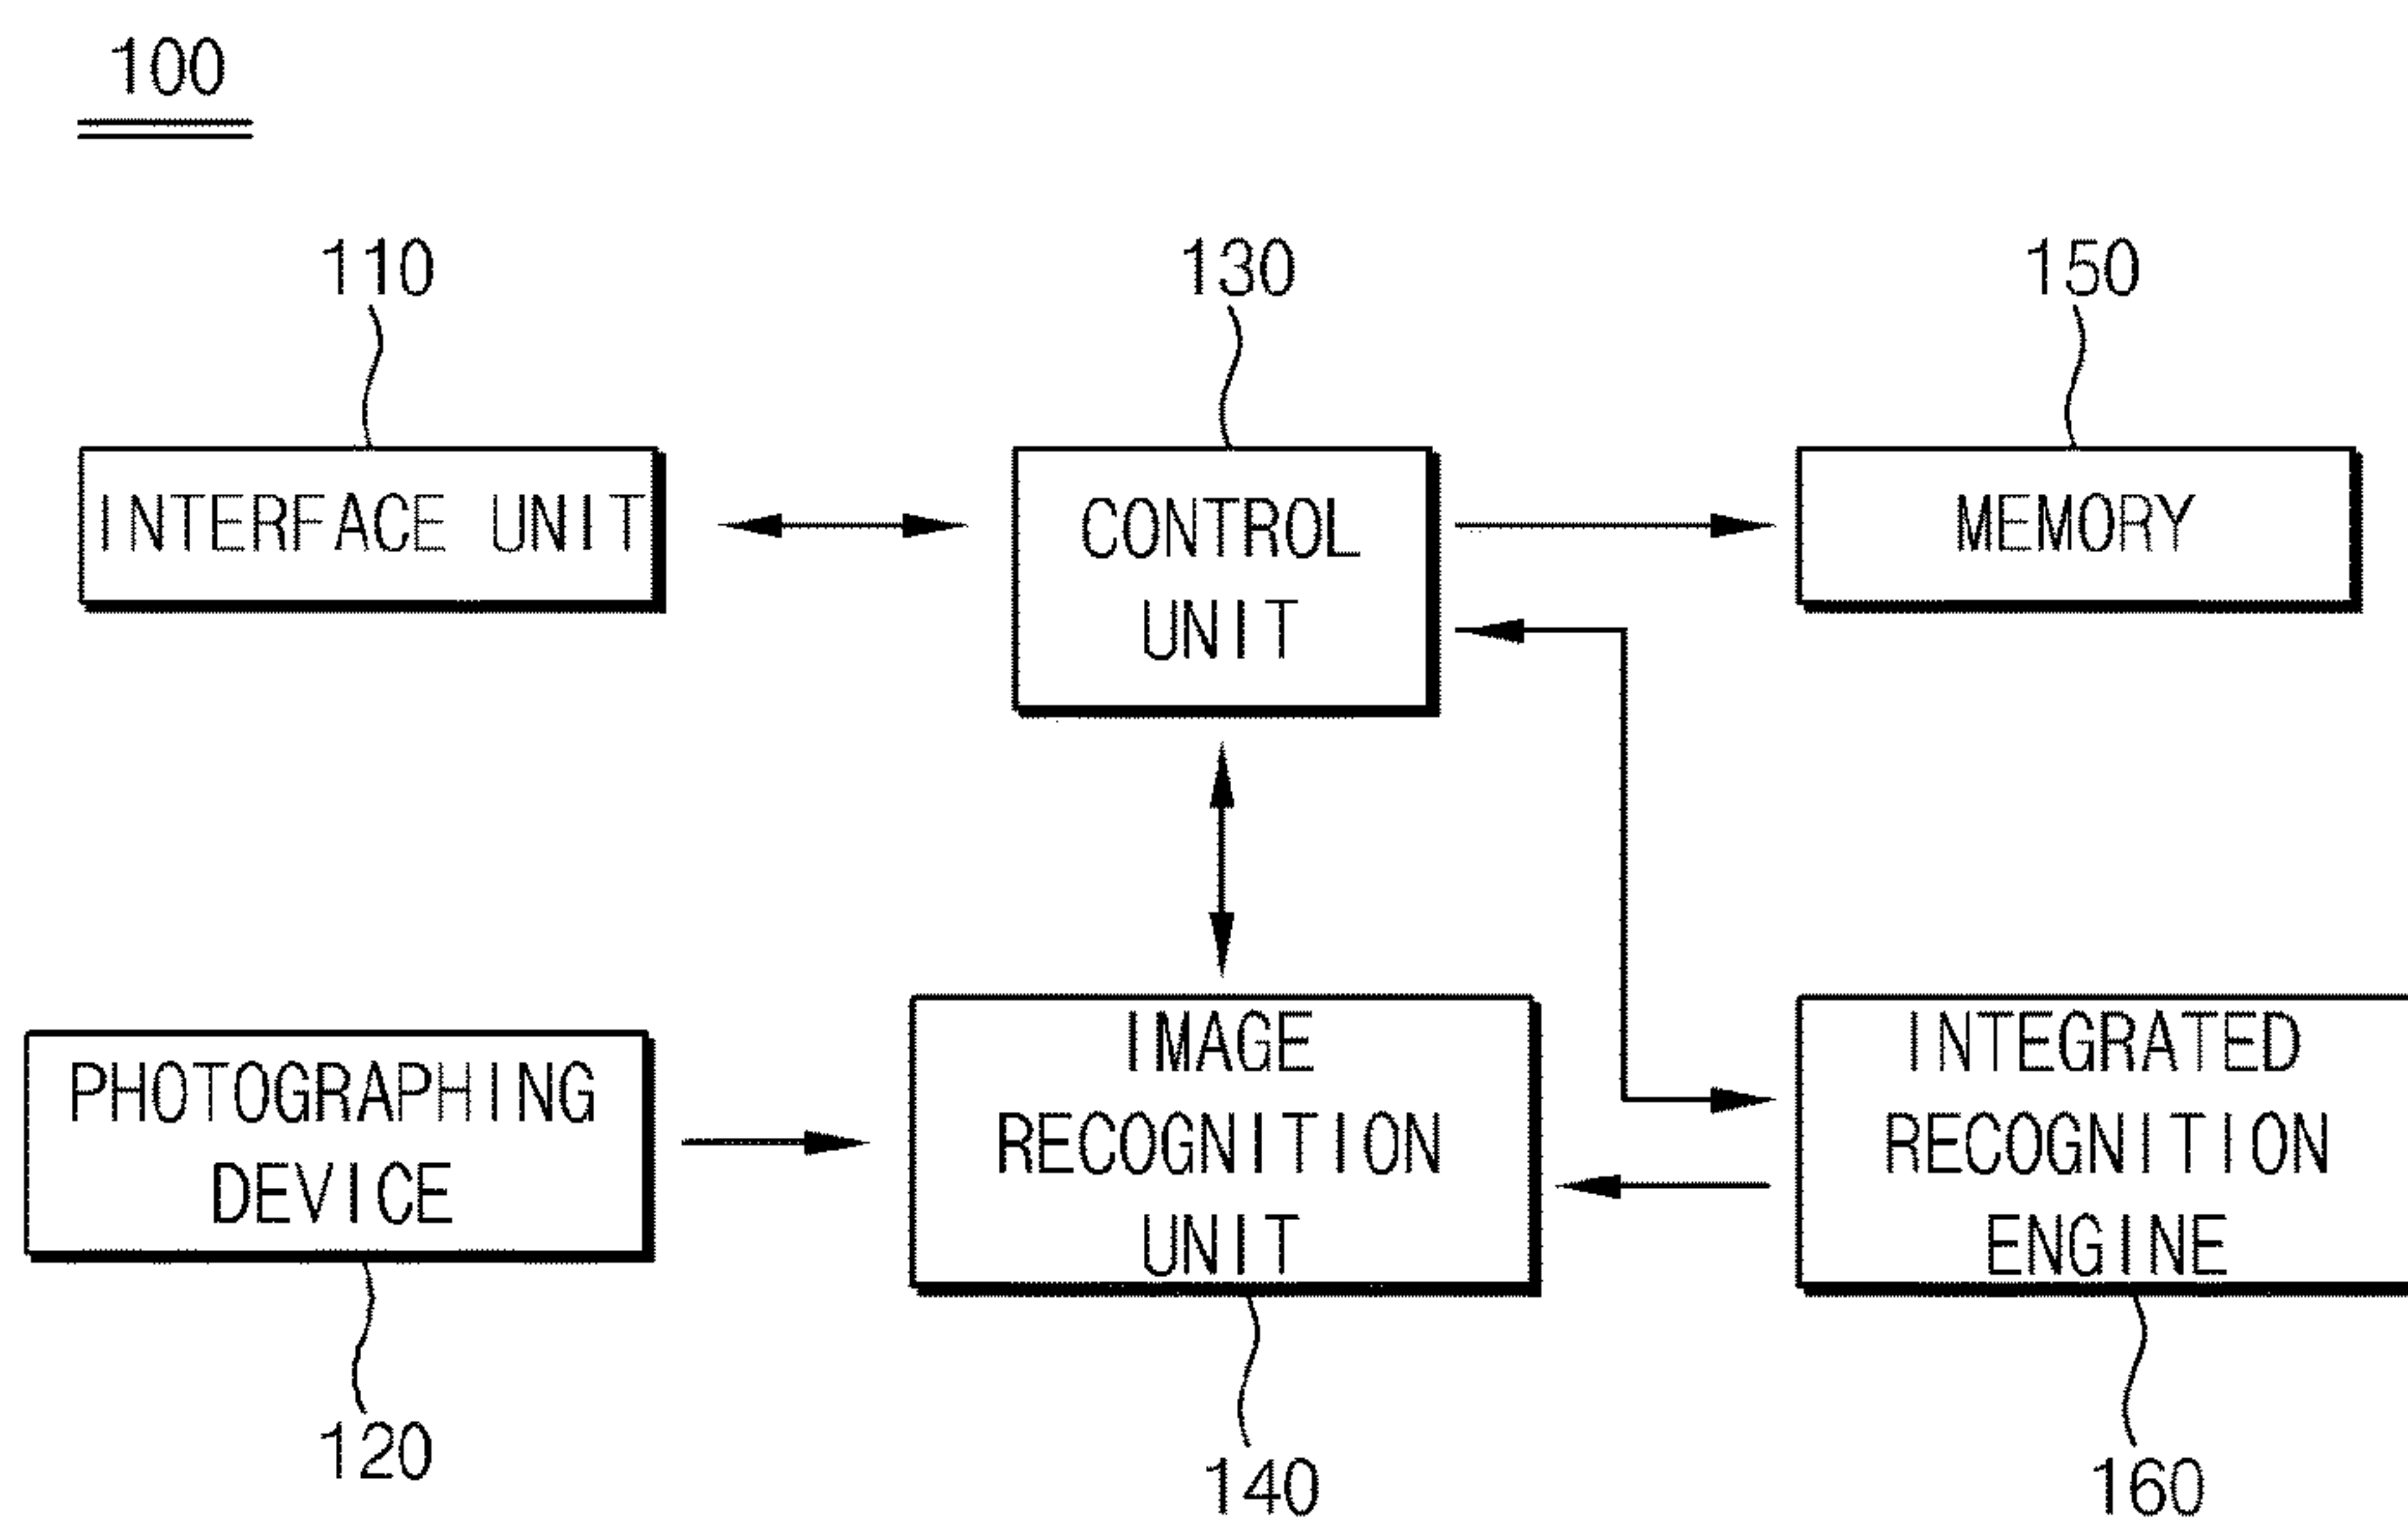 100
110
130
150
INTERFACE UNIT
CONTROL
UNIT
MEMORY
PHOTOGRAPHING
DEVICE
IMAGE
RECOGNITION
UNIT
INTEGRATED
RECOGNITION
ENGINE
120
140
160